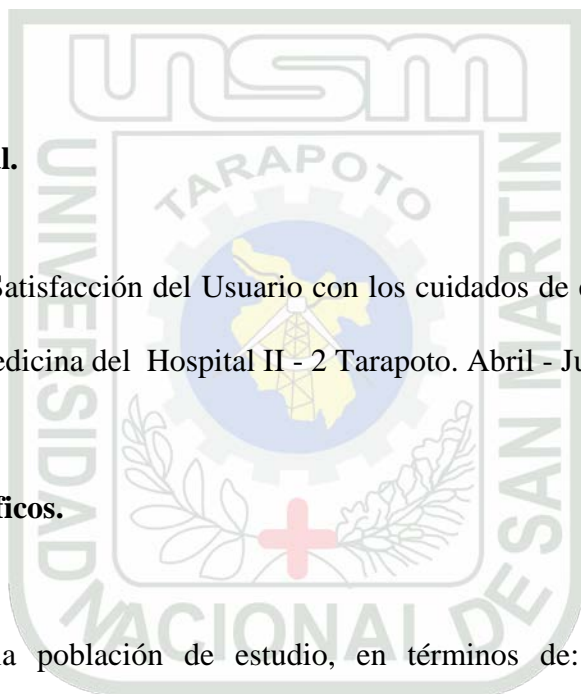 unsm
TARAPOTO
UNIVERSIDAD
NACIONAL DE
SAN MARTIN
l.
Satisfacción del Usuario con los cuidados de
edicina del Hospital II - 2 Tarapoto. Abril - Ju
ficos.
la población de estudio, en términos de: